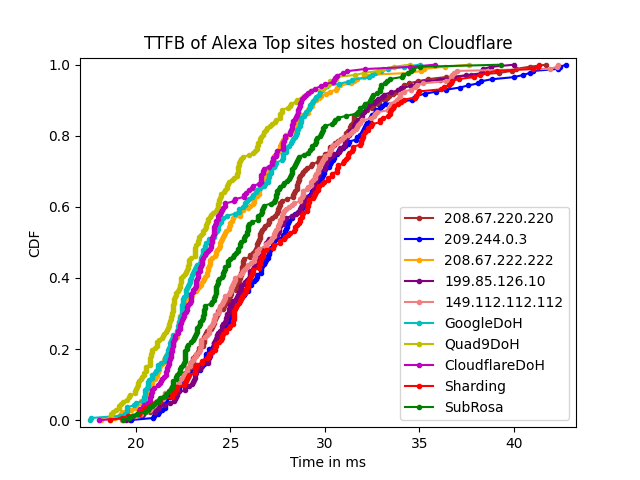 TTFB of Alexa Top sites hosted on Cloudflare
1.0
0.8
0.6
0.4
0.2
0.0
CDF
208.67.220.220
209.244.0.3
208.67.222.222
199.85.126.10
149.112.112.112
GoogleDoH
Quad9DoH
CloudflareDoH
Sharding
SubRosa
20 25 30 35 40
Time in ms